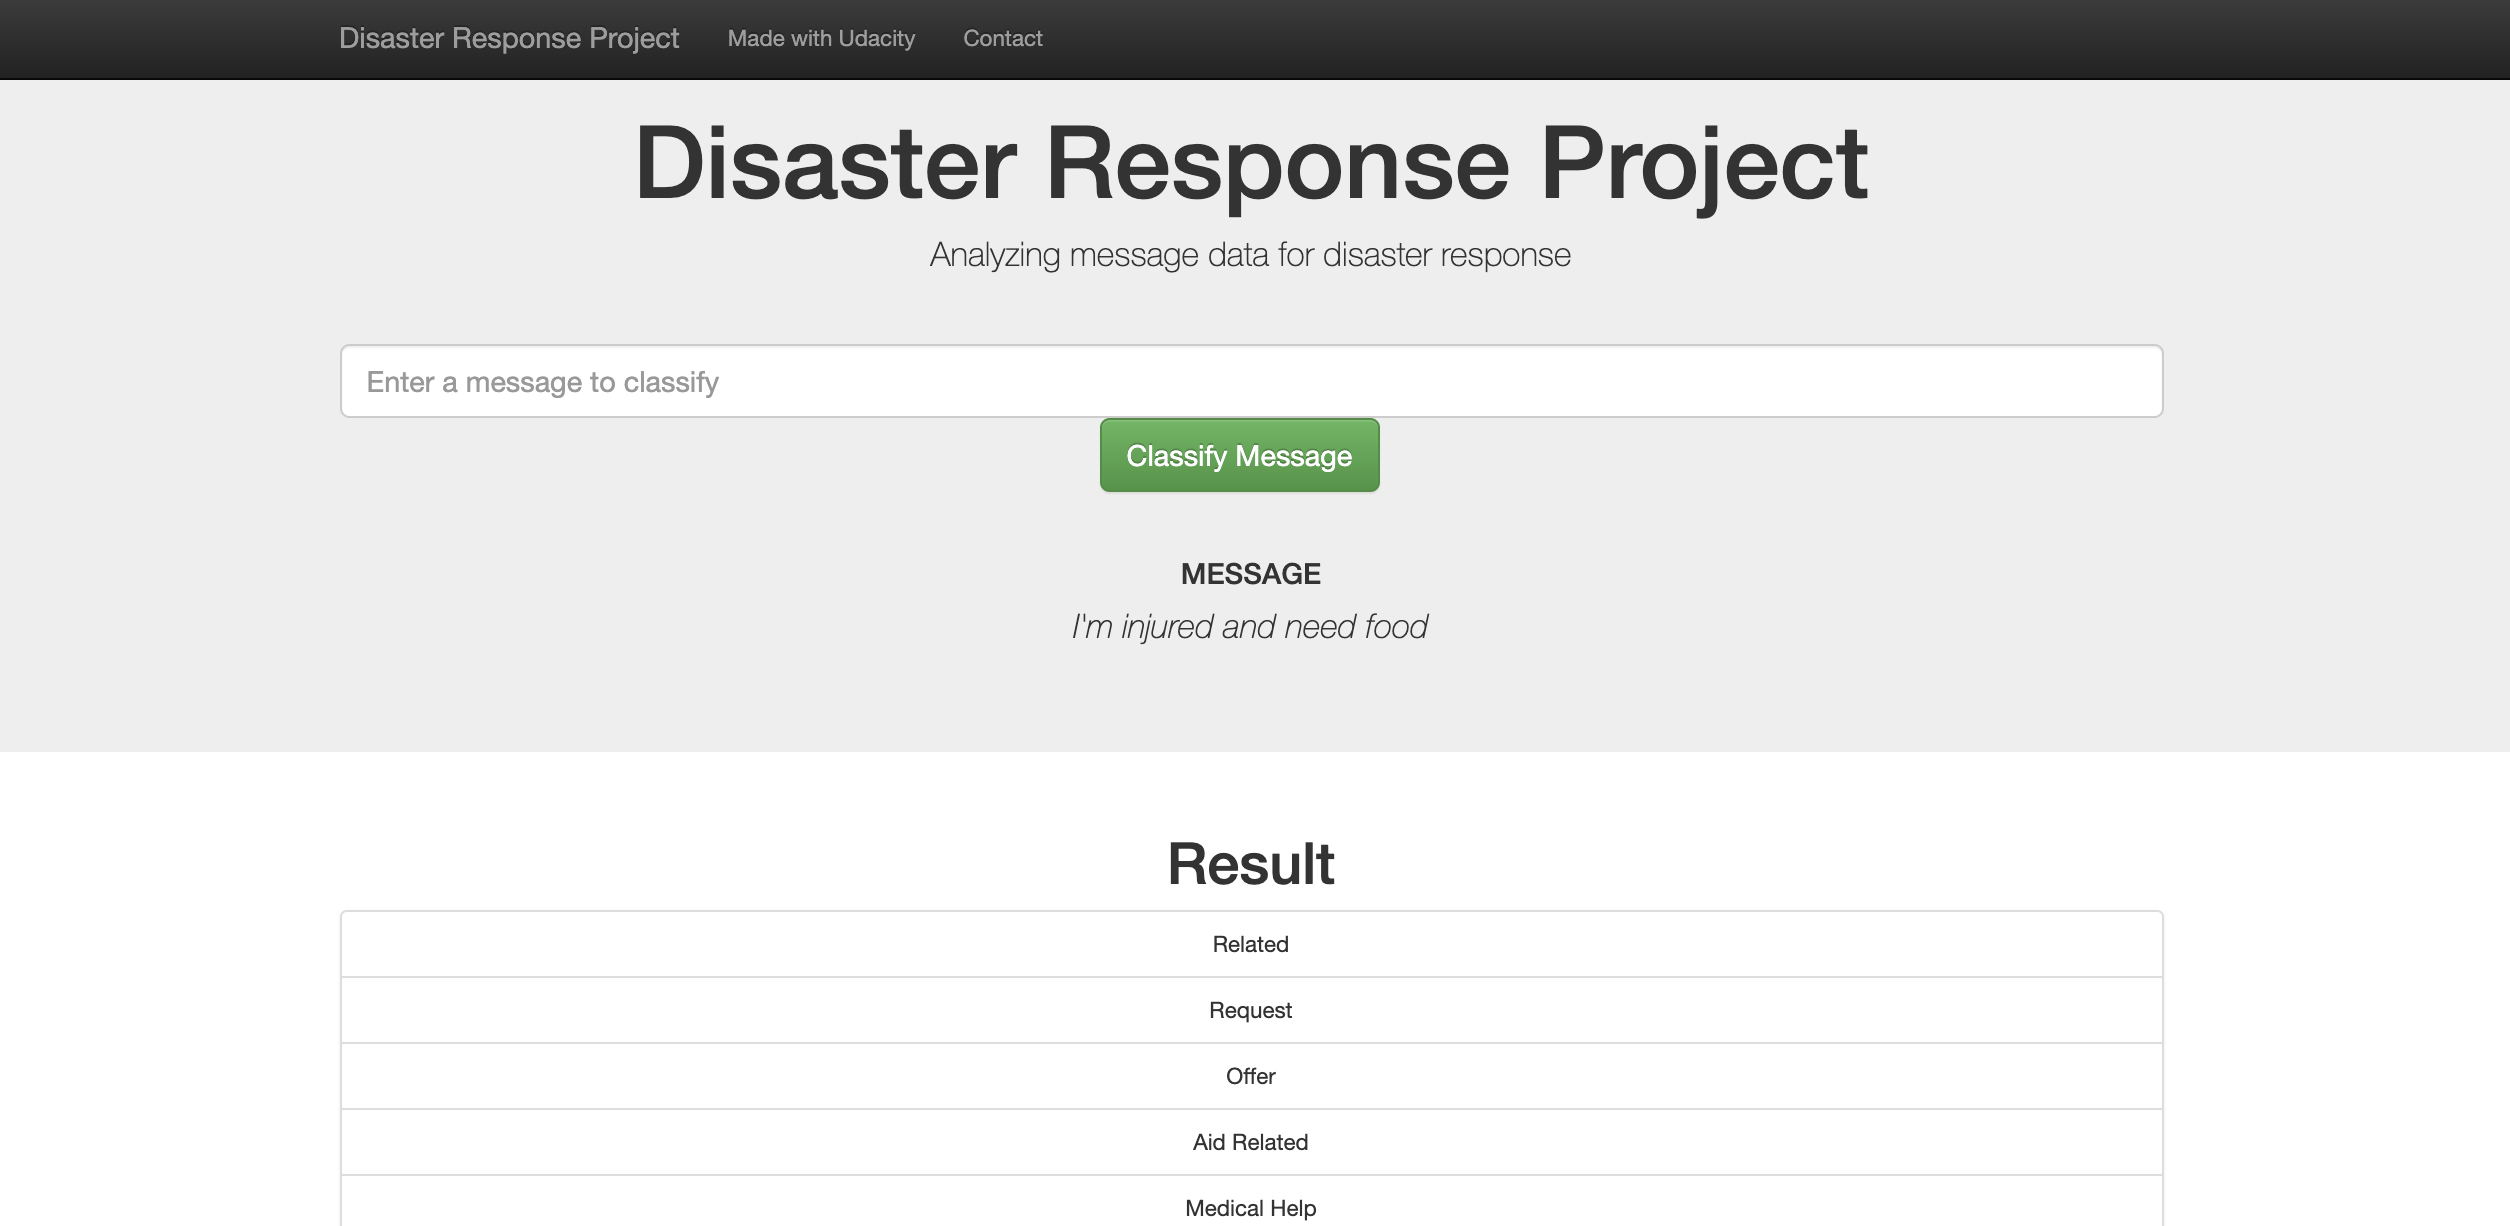 Disaster Response Project Made with Udacity Contact
Disaster Response Project
Analyzing message data for disaster response
Enter a message to classify
Classify Message
MESSAGE
I'm injured and need food
Result
Related
Request
Offer
Aid Related
Medical Help